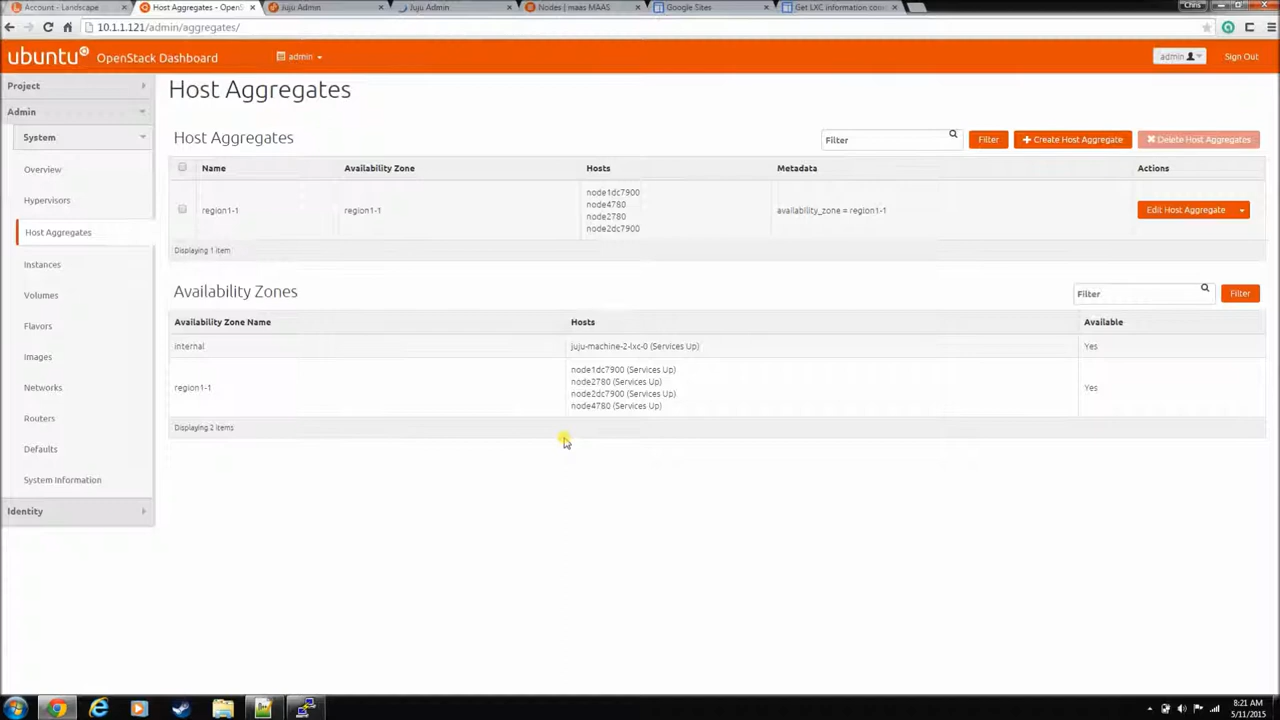 Account - Landscape
Host Aggregates - OpenS
Juju Admin
Juju Admin
Nodes | maas MAAS
Google Sites
Get LXC information
Chris
10.1.1.121/admin/aggregates/
ubuntu OpenStack Dashboard
admin
admin
Sign Out
Project
Admin
System
Overview
Hypervisors
Host Aggregates
Instances
Volumes
Flavors
Images
Networks
Routers
Defaults
System Information
Identity
Host Aggregates
Host Aggregates
Filter
Filter
+ Create Host Aggregate
Delete Host Aggregates
Name Availability Zone Hosts Metadata Actions
region1-1 region1-1
node1dc7900
node4780
node2780
node2dc7900
availability_zone = region1-1
Edit Host Aggregate
Displaying 1 item
Availability Zones
Filter
Filter
Availability Zone Name Hosts Available
internal juju-machine-2-lxc-0 (Services Up) Yes
region1-1
node1dc7900 (Services Up)
node2780 (Services Up)
node2dc7900 (Services Up)
node4780 (Services Up)
Yes
Displaying 2 items
8:21 AM
5/11/2015